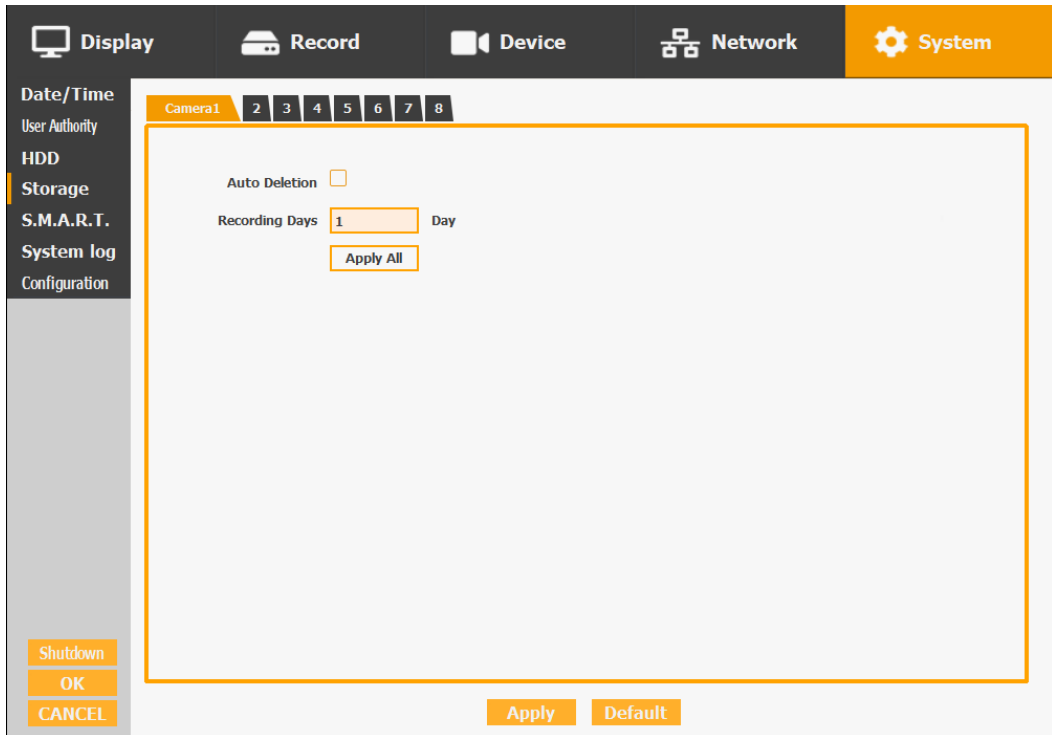 Display Record Device Network System
Date/Time
User Authority
HDD
Storage
S.M.A.R.T.
System log
Configuration
Camera1 2 3 4 5 6 7 8
Auto Deletion
Recording Days 1 Day
Apply All
Shutdown
OK
CANCEL
Apply Default